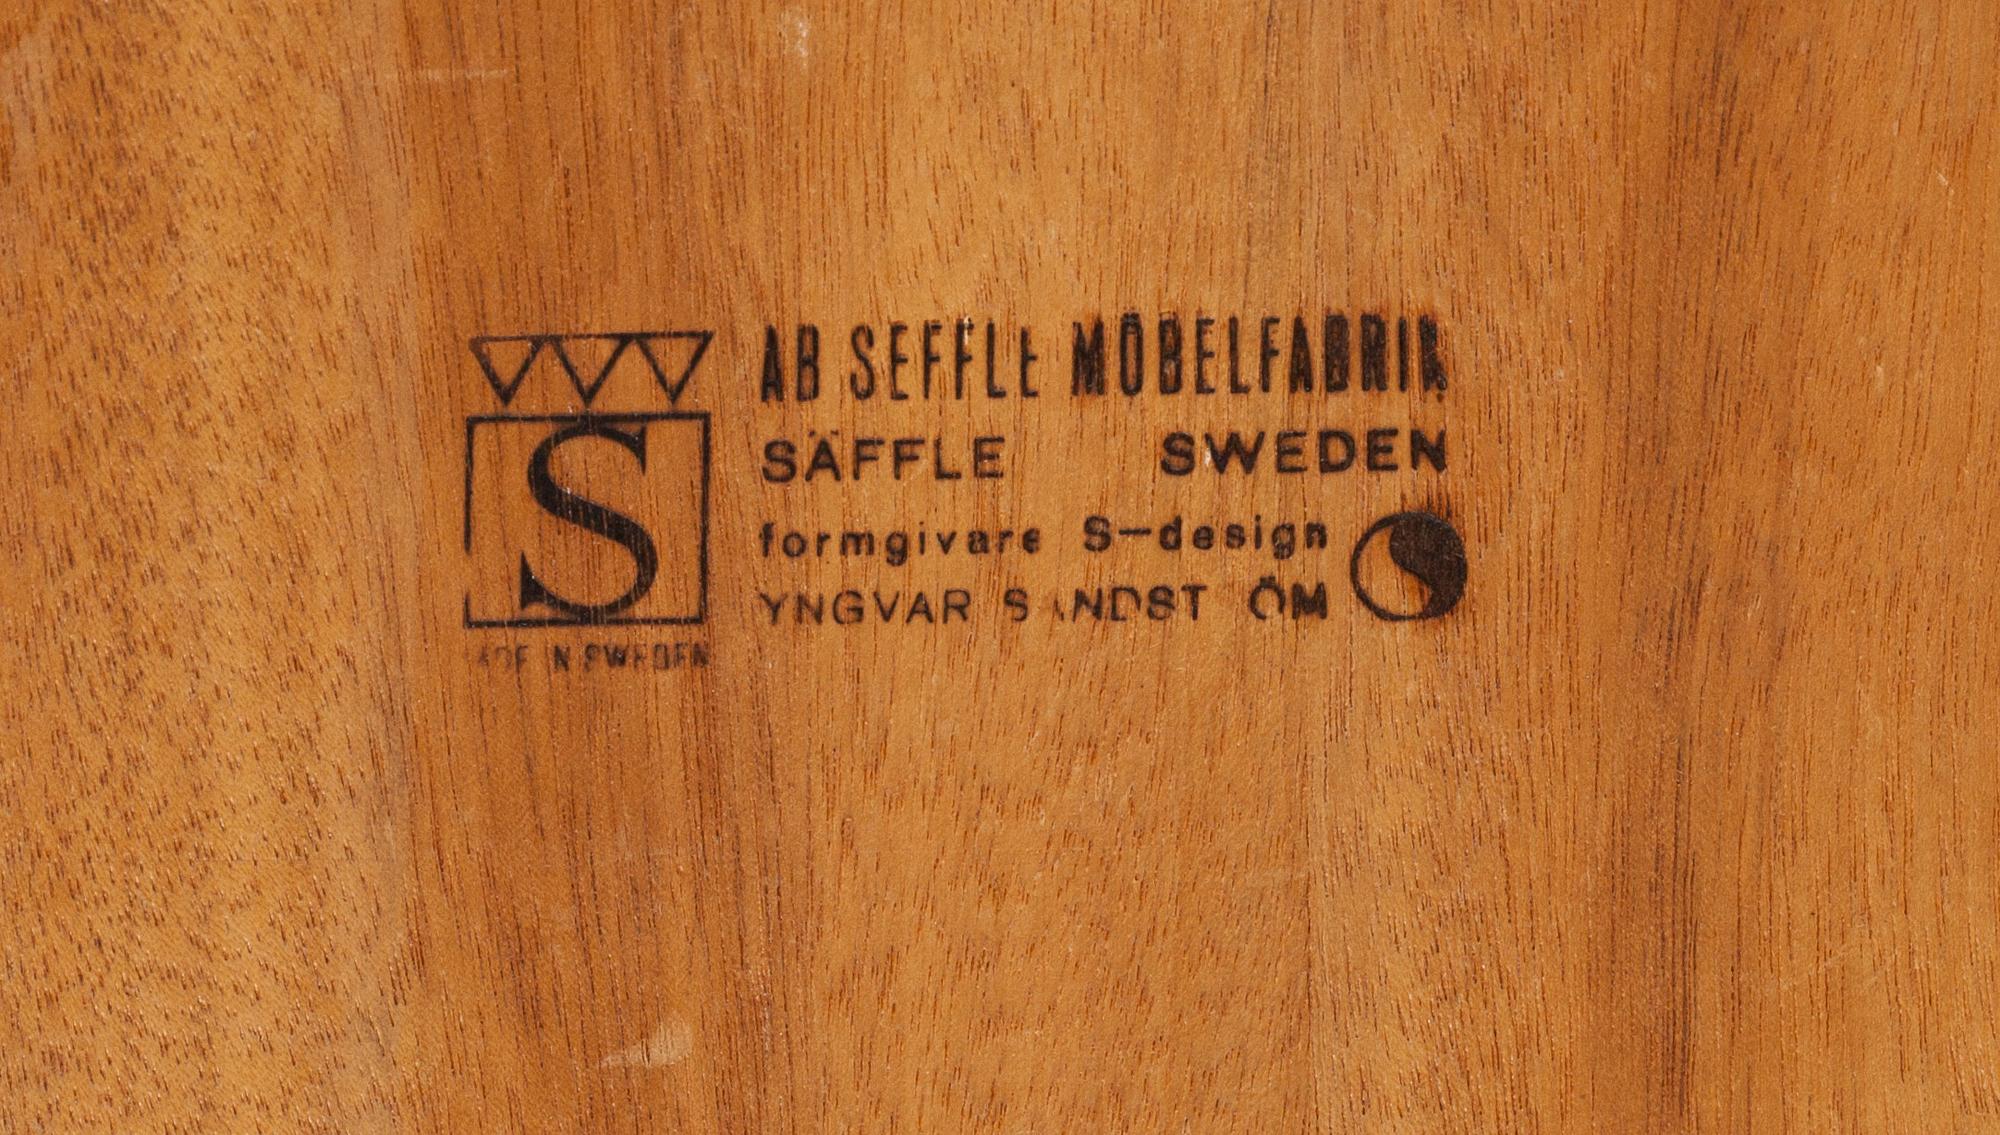 AB SEFFLE MÖBELFABRIK
SÄFFLE SWEDEN
formgivare S-design
YNGVAR SANDSTRÖM
S
MADE IN SWEDEN